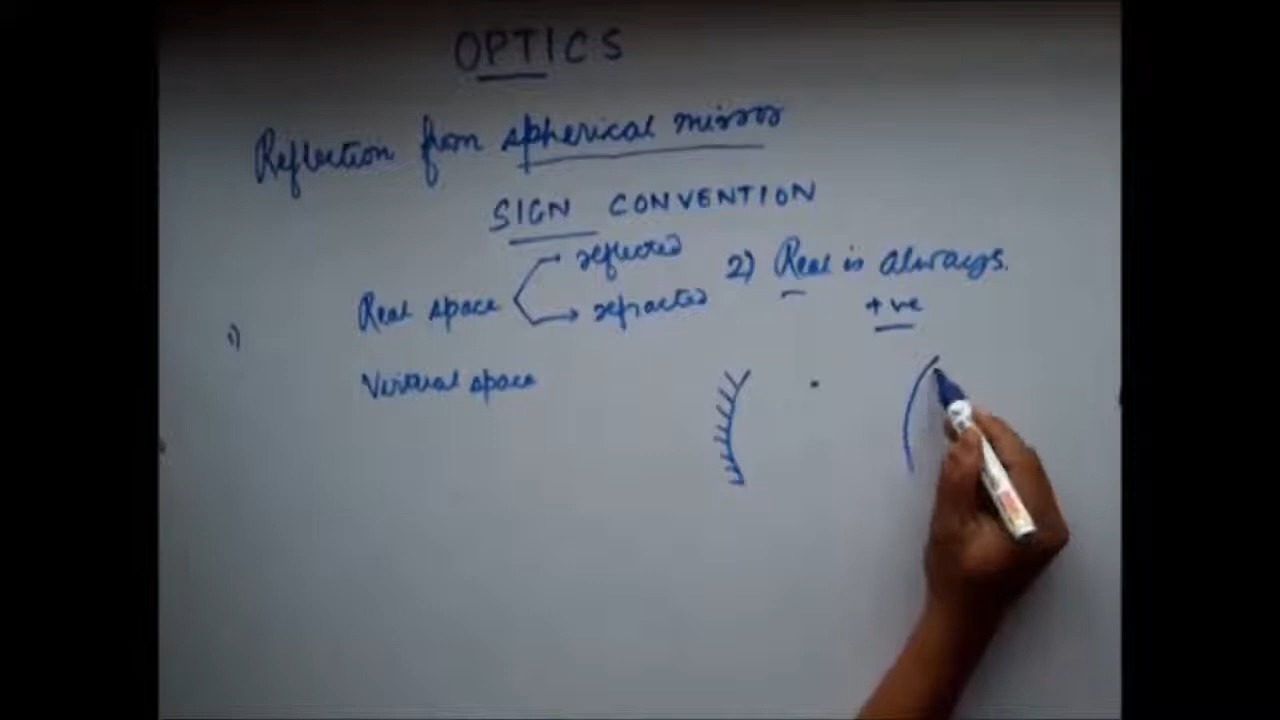 OPTICS
Reflection from spherical mirror
SIGN CONVENTION
1) Real space
reflected
refracted
Virtual space
2) Real is always.
+ve